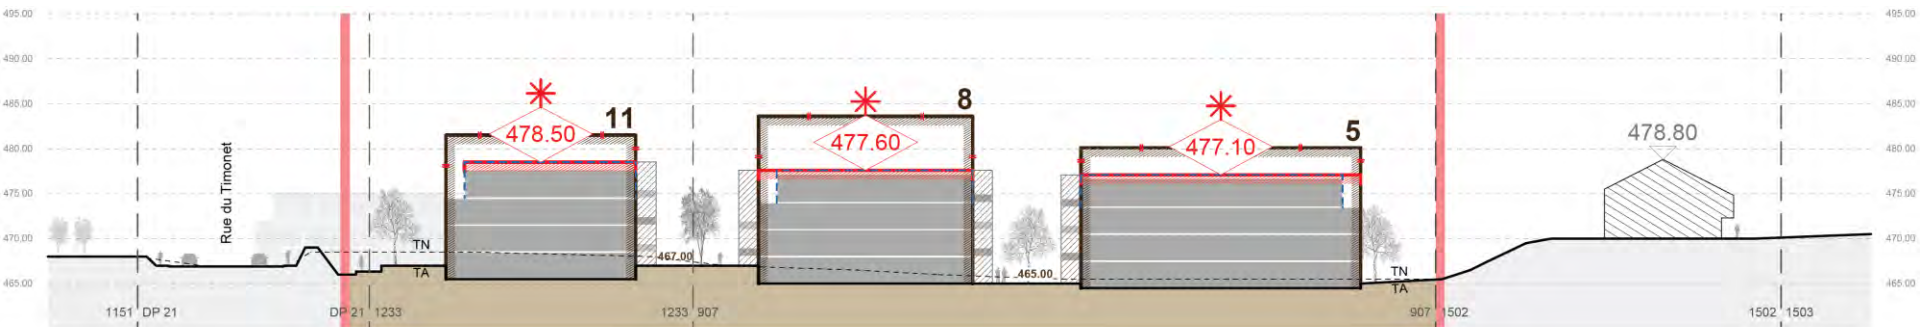 495.00 495.00
490.00 490.00
485.00 485.00
480.00 480.00
475.00 475.00
470.00 470.00
465.00 465.00
11
8
5
478.50
477.60
477.10
478.80
Rue du Timonet
TN
TA
467.00
465.00
TN
TA
1151 DP 21
DP 21 1233
1233 907
907 1502
1502 1503